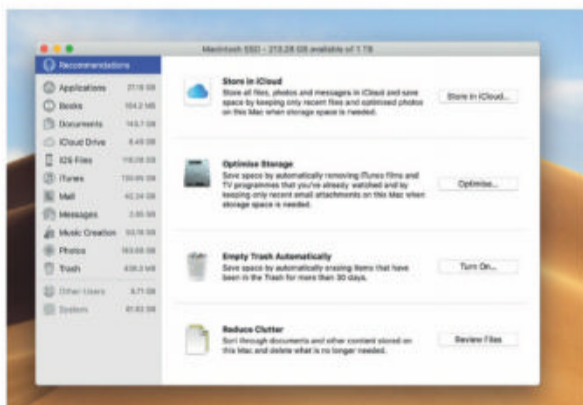 Macintosh SSD - 213.28 GB available of 1 TB
Recommendations
Applications
Books
Documents
iCloud Drive
iOS Files
iTunes
Mail
Messages
Music Creation
Photos
Trash
Other Users
System
Store in iCloud
Store all files, photos and messages in iCloud and save
space by keeping only recent files and optimised photos
on this Mac when storage space is needed.
Store in iCloud...
Optimise Storage
Save space by automatically removing iTunes films and
TV programmes that you've already watched and by
keeping only recent email attachments on this Mac when
storage space is needed.
Optimise...
Empty Trash Automatically
Save space by automatically erasing items that have
been in the Trash for more than 30 days.
Turn On...
Reduce Clutter
Sort through documents and other content stored on
this Mac and delete what is no longer needed.
Review Files